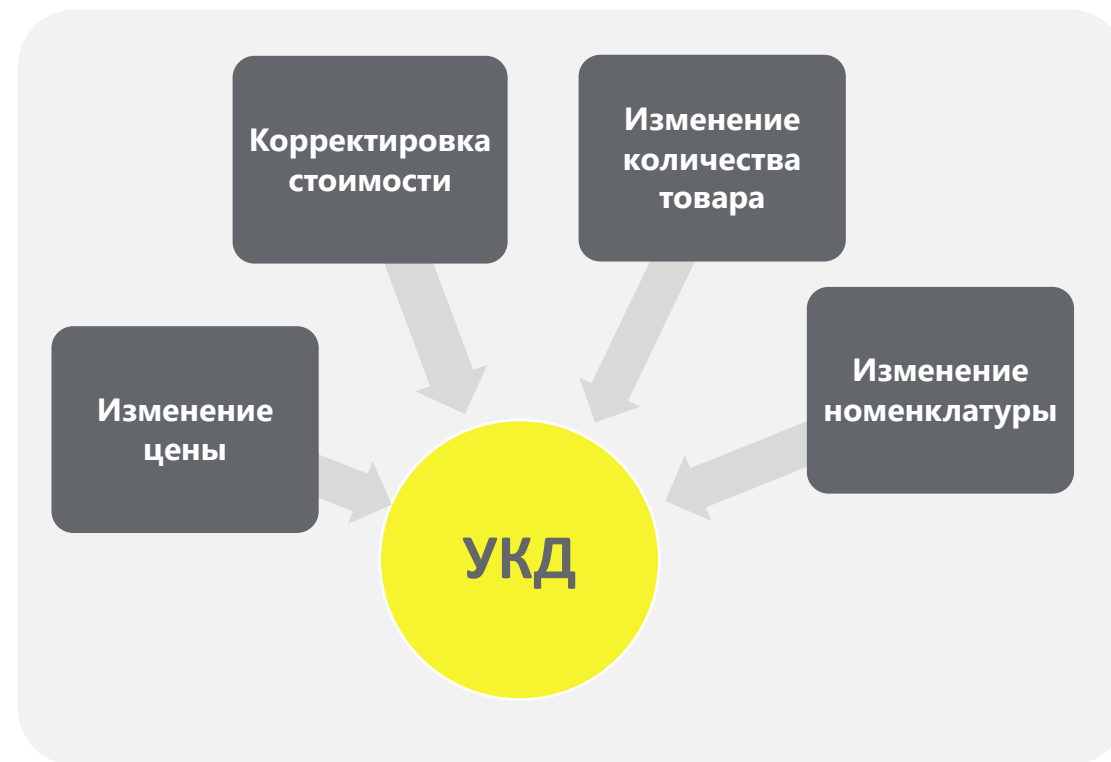 Корректировка
стоимости
Изменение
количества
товара
Изменение
цены
Изменение
номенклатуры
УКД